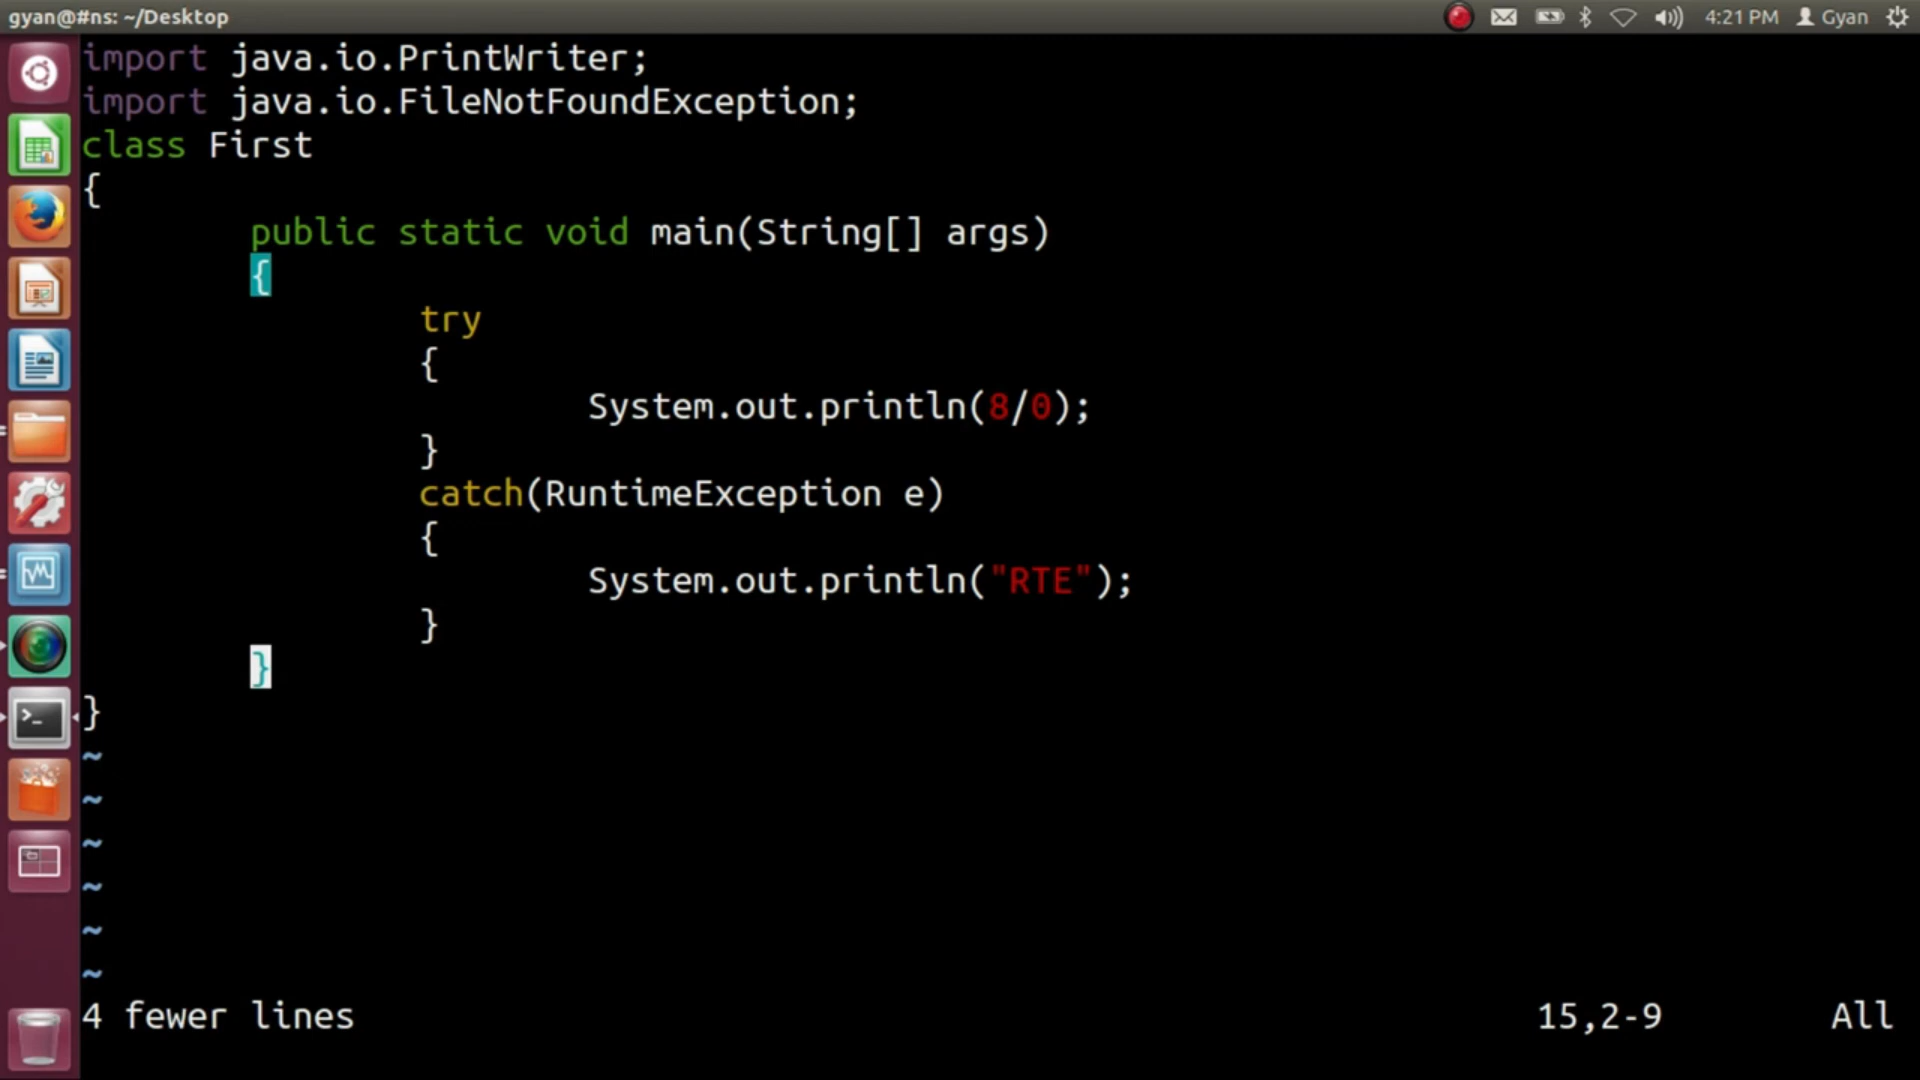 gyan@#ns: ~/Desktop
4:21 PM Gyan
import java.io.PrintWriter;
import java.io.FileNotFoundException;
class First
{
public static void main(String[] args)
{
try
{
System.out.println(8/0);
}
catch(RuntimeException e)
{
System.out.println("RTE");
}
}
}
~
~
~
~
~
~
4 fewer lines 15,2-9 All